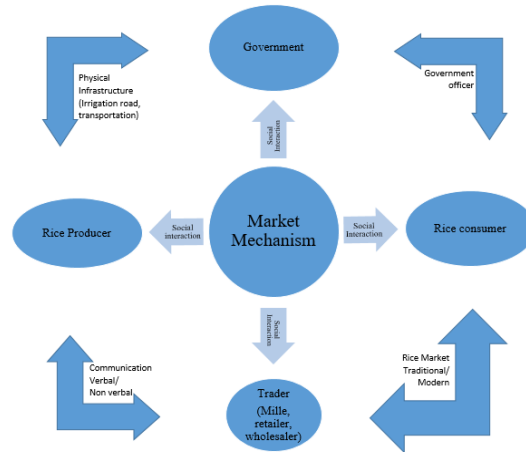 Government
Physical
Infrastructure
(Irrigation road,
transportation)
Government
officer
Social
Interaction
Rice Producer
Social
interaction
Market
Mechanism
Social
Interaction
Rice consumer
Social
Interaction
Communication
Verbal/
Non verbal
Trader
(Mille,
retailer,
wholesaler)
Rice Market
Traditional/
Modern